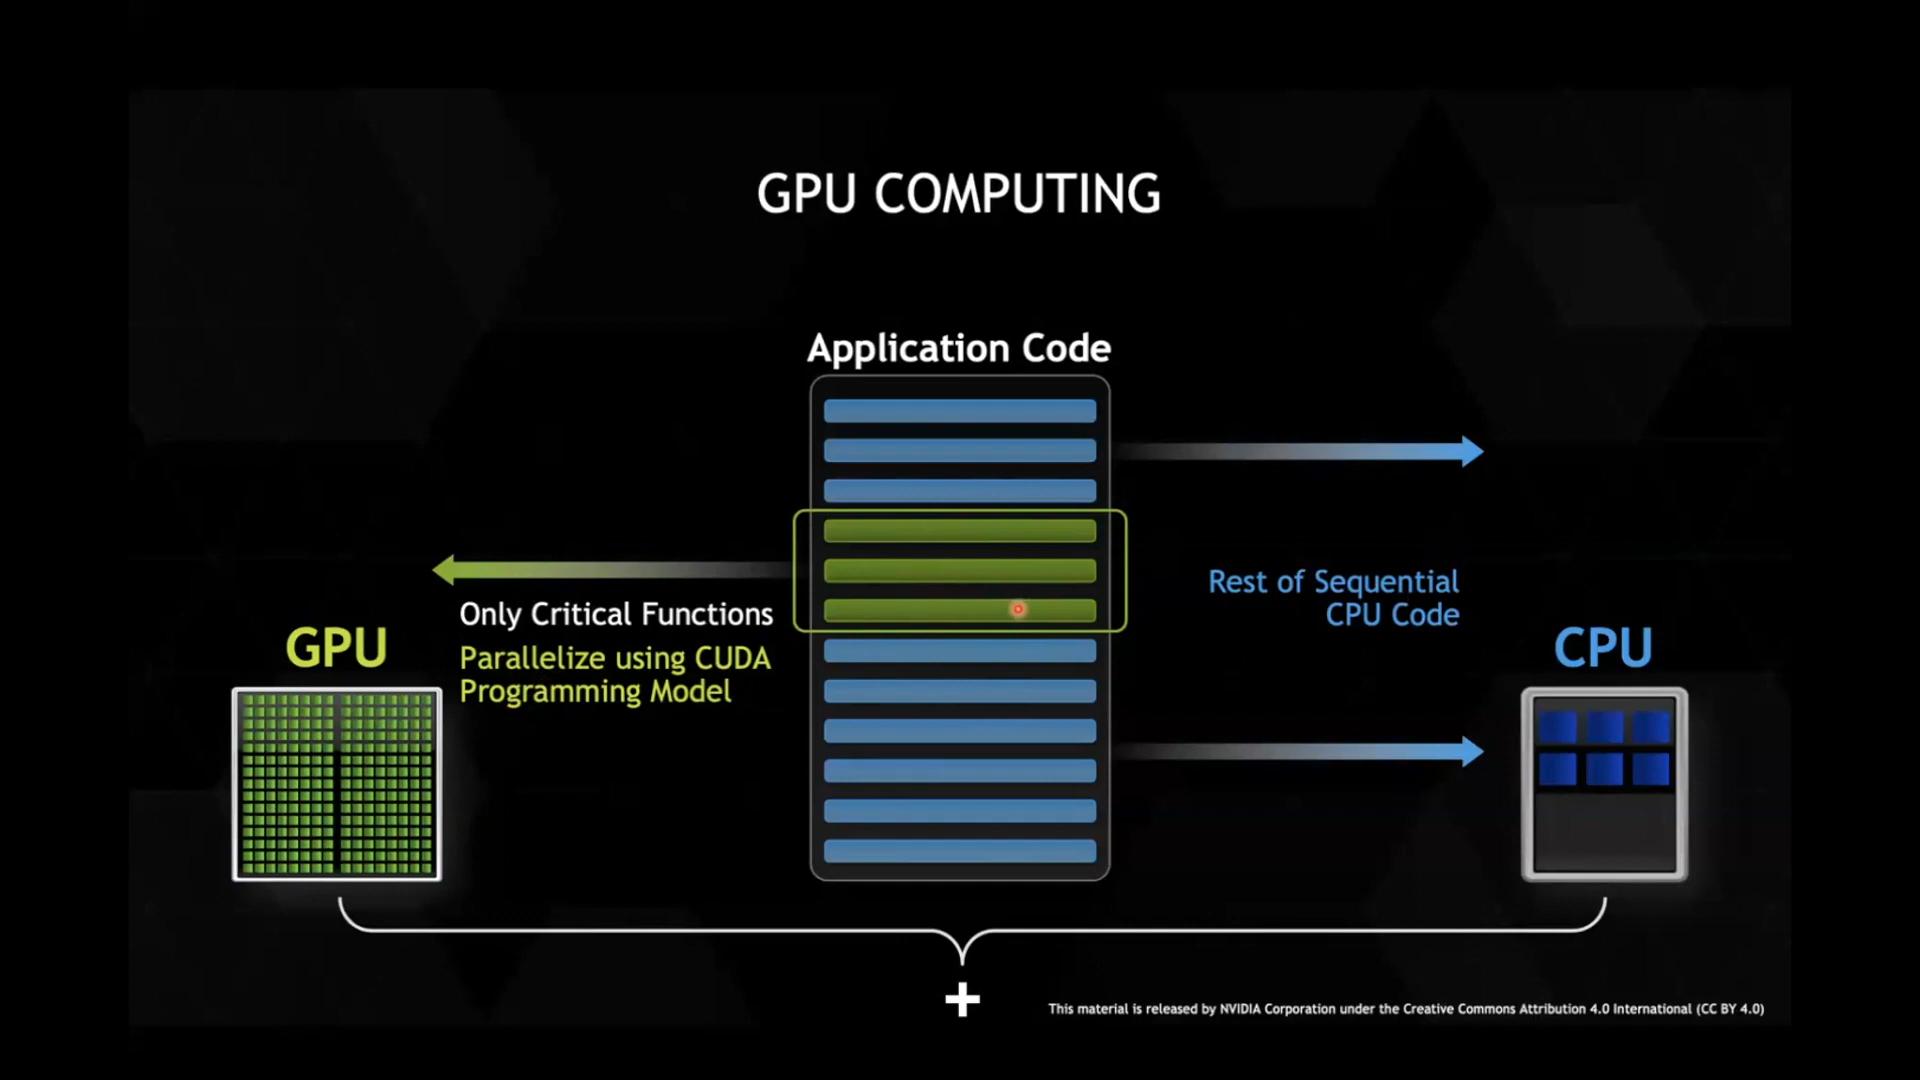 GPU COMPUTING
Application Code
Only Critical Functions
Parallelize using CUDA
Programming Model
GPU
Rest of Sequential
CPU Code
CPU
+
This material is released by NVIDIA Corporation under the Creative Commons Attribution 4.0 International (CC BY 4.0)